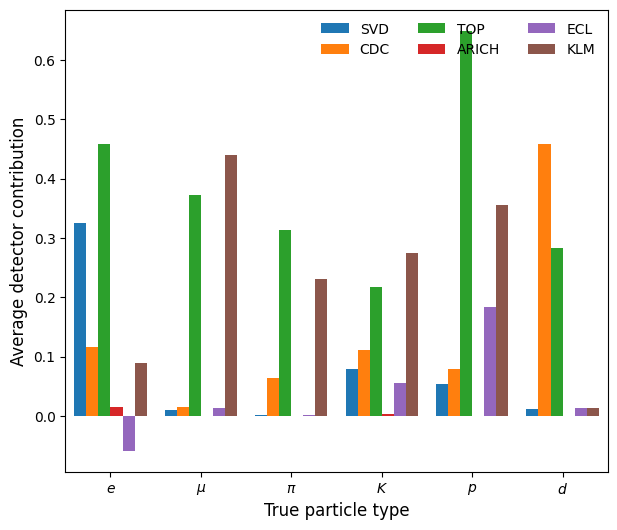 SVD TOP ECL
CDC ARICH KLM
Average detector contribution
0.6
0.5
0.4
0.3
0.2
0.1
0.0
e μ π K p d
True particle type